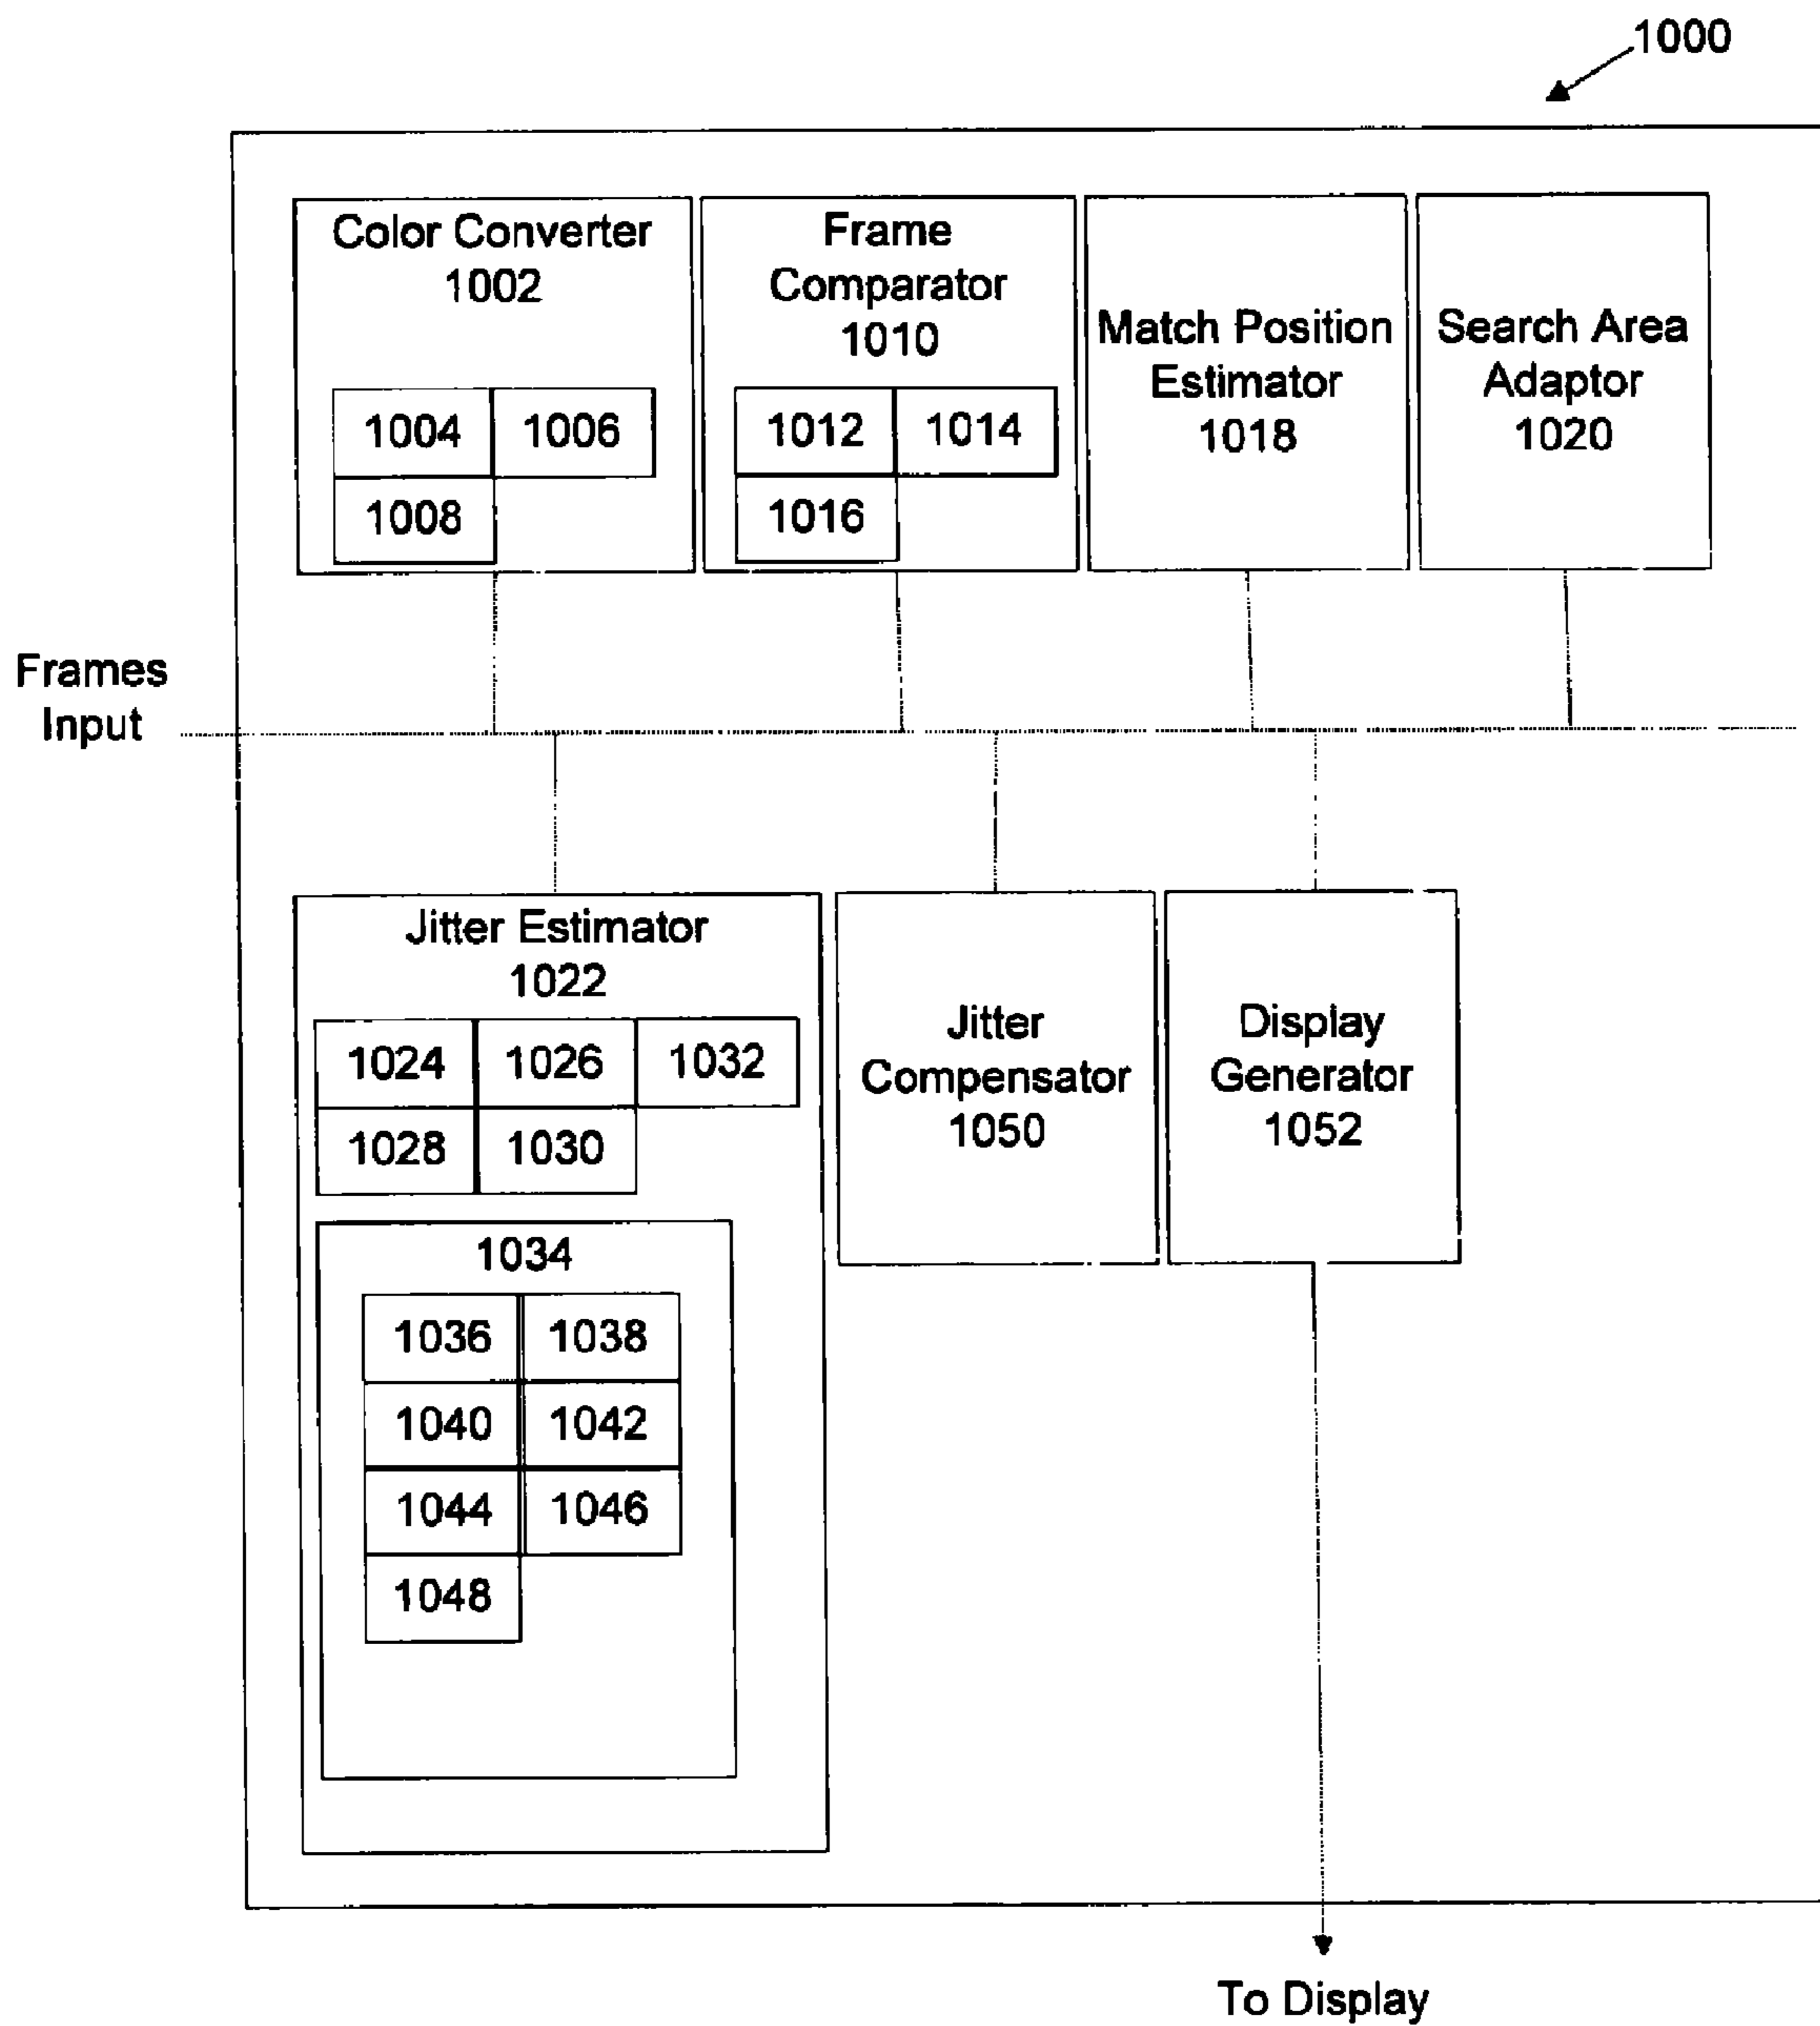 1000
Color Converter
1002
1004 1006
1008
Frame
Comparator
1010
1012 1014
1016
Match Position
Estimator
1018
Search Area
Adaptor
1020
Frames
Input
Jitter Estimator
1022
1024 1026 1032
1028 1030
1034
1036 1038
1040 1042
1044 1046
1048
Jitter
Compensator
1050
Display
Generator
1052
To Display